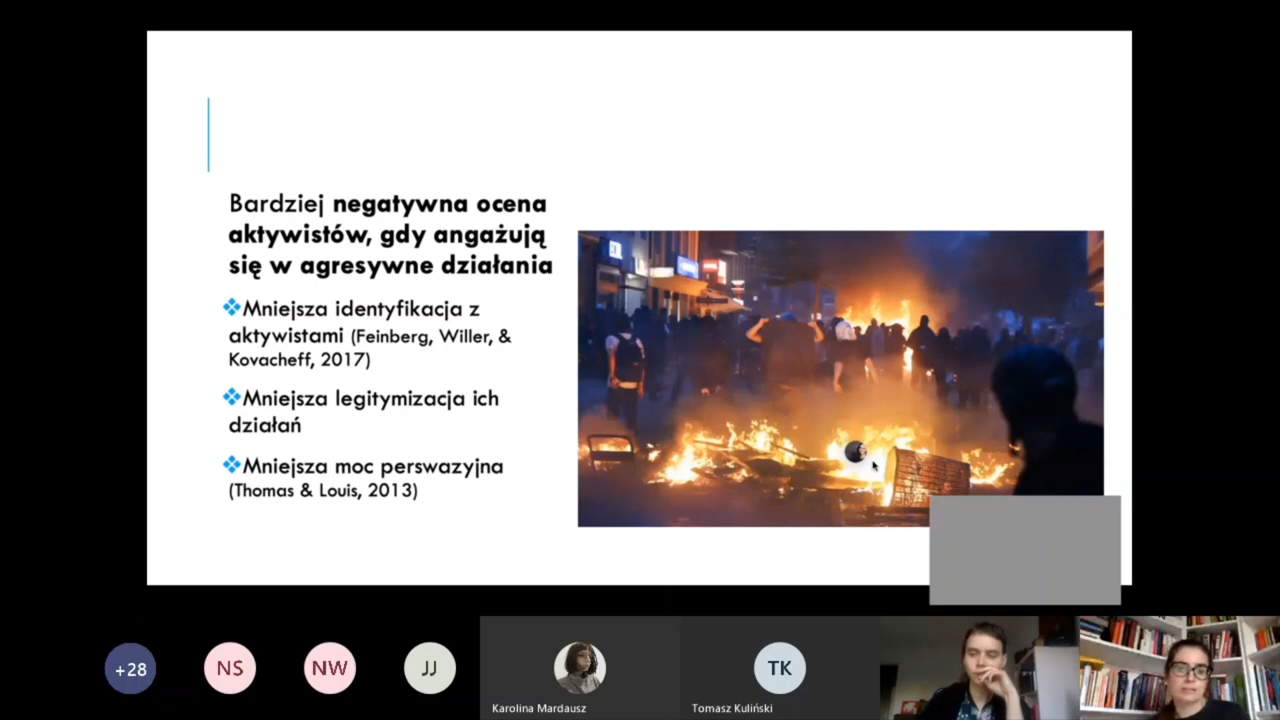 Bardziej negatywna ocena
aktywistów, gdy angażują
się w agresywne działania
Mniejsza identyfikacja z
aktywistami (Feinberg, Willer, &
Kovacheff, 2017)
Mniejsza legitymizacja ich
działań
Mniejsza moc perswazyjna
(Thomas & Louis, 2013)
+28
NS
NW
JJ
TK
Karolina Mardausz
Tomasz Kuliński